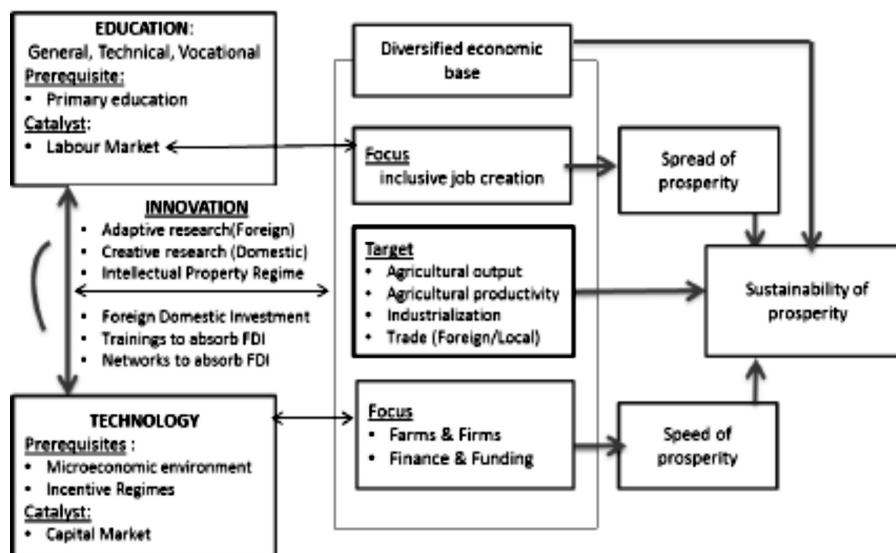 EDUCATION:
General, Technical, Vocational
Prerequisite:
• Primary education
Catalyst:
• Labour Market
INNOVATION
• Adaptive research(Foreign)
• Creative research (Domestic)
• Intellectual Property Regime
• Foreign Domestic Investment
• Trainings to absorb FDI
• Networks to absorb FDI
TECHNOLOGY
Prerequisites :
• Microeconomic environment
• Incentive Regimes
Catalyst:
• Capital Market
Diversified economic
base
Focus
inclusive job creation
Target
• Agricultural output
• Agricultural productivity
• Industrialization
• Trade (Foreign/Local)
Focus
• Farms & Firms
• Finance & Funding
Spread of
prosperity
Sustainability of
prosperity
Speed of
prosperity